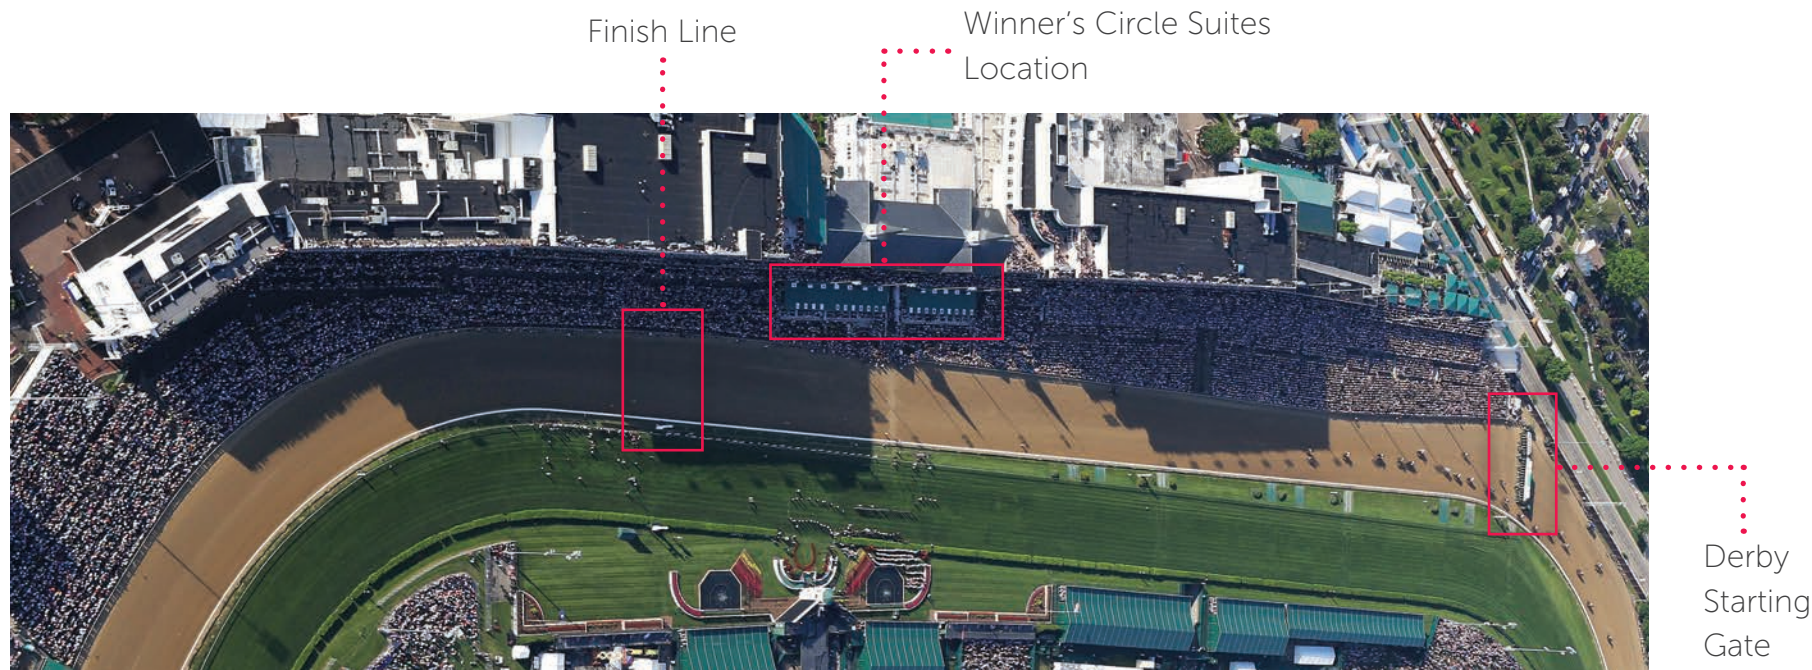 Finish Line
Winner’s Circle Suites
Location
Derby
Starting
Gate